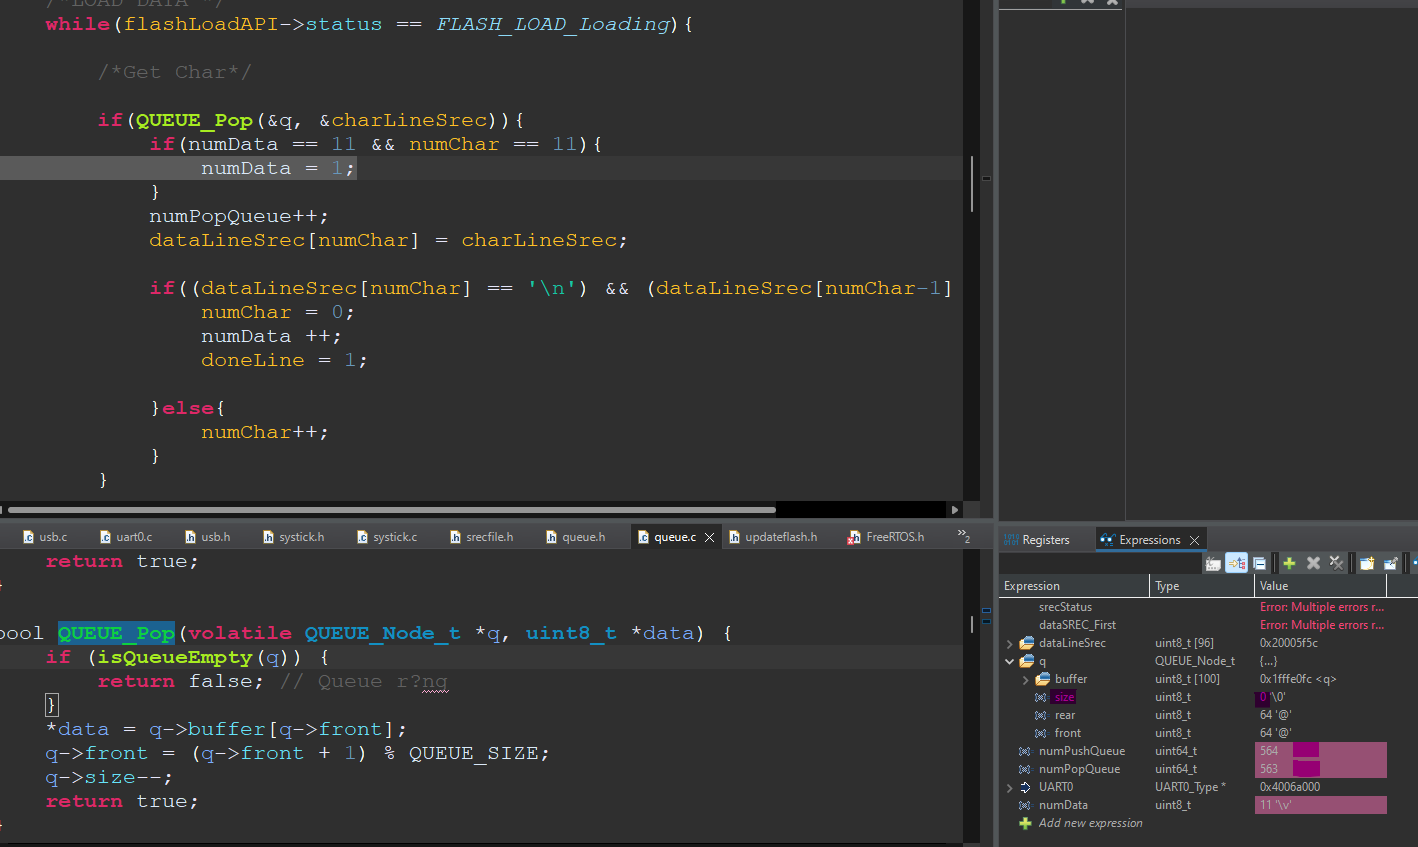 /*LOAD DATA */
while(flashLoadAPI->status == FLASH_LOAD_Loading){
/*Get Char*/
if(QUEUE_Pop(&q, &charLineSrec)){
if(numData == 11 && numChar == 11){
numData = 1;
}
numPopQueue++;
dataLineSrec[numChar] = charLineSrec;
if((dataLineSrec[numChar] == '\n') && (dataLineSrec[numChar-1]
numChar = 0;
numData ++;
doneLine = 1;
}else{
numChar++;
}
}
usb.c uart0.c usb.h systick.h systick.c srecfile.h queue.h queue.c updateflash.h FreeRTOS.h »2
return true;
bool QUEUE_Pop(volatile QUEUE_Node_t *q, uint8_t *data) {
if (isQueueEmpty(q)) {
return false; // Queue r?ng
}
*data = q->buffer[q->front];
q->front = (q->front + 1) % QUEUE_SIZE;
q->size--;
return true;
Registers Expressions
Expression Type Value
srecStatus Error: Multiple errors r...
dataSREC_First Error: Multiple errors r...
dataLineSrec uint8_t [96] 0x20005f5c
q QUEUE_Node_t {...}
buffer uint8_t [100] 0x1fffe0fc <q>
size uint8_t 0 '\0'
rear uint8_t 64 '@'
front uint8_t 64 '@'
numPushQueue uint64_t 564
numPopQueue uint64_t 563
UART0 UART0_Type * 0x4006a000
numData uint8_t 11 '\v'
Add new expression